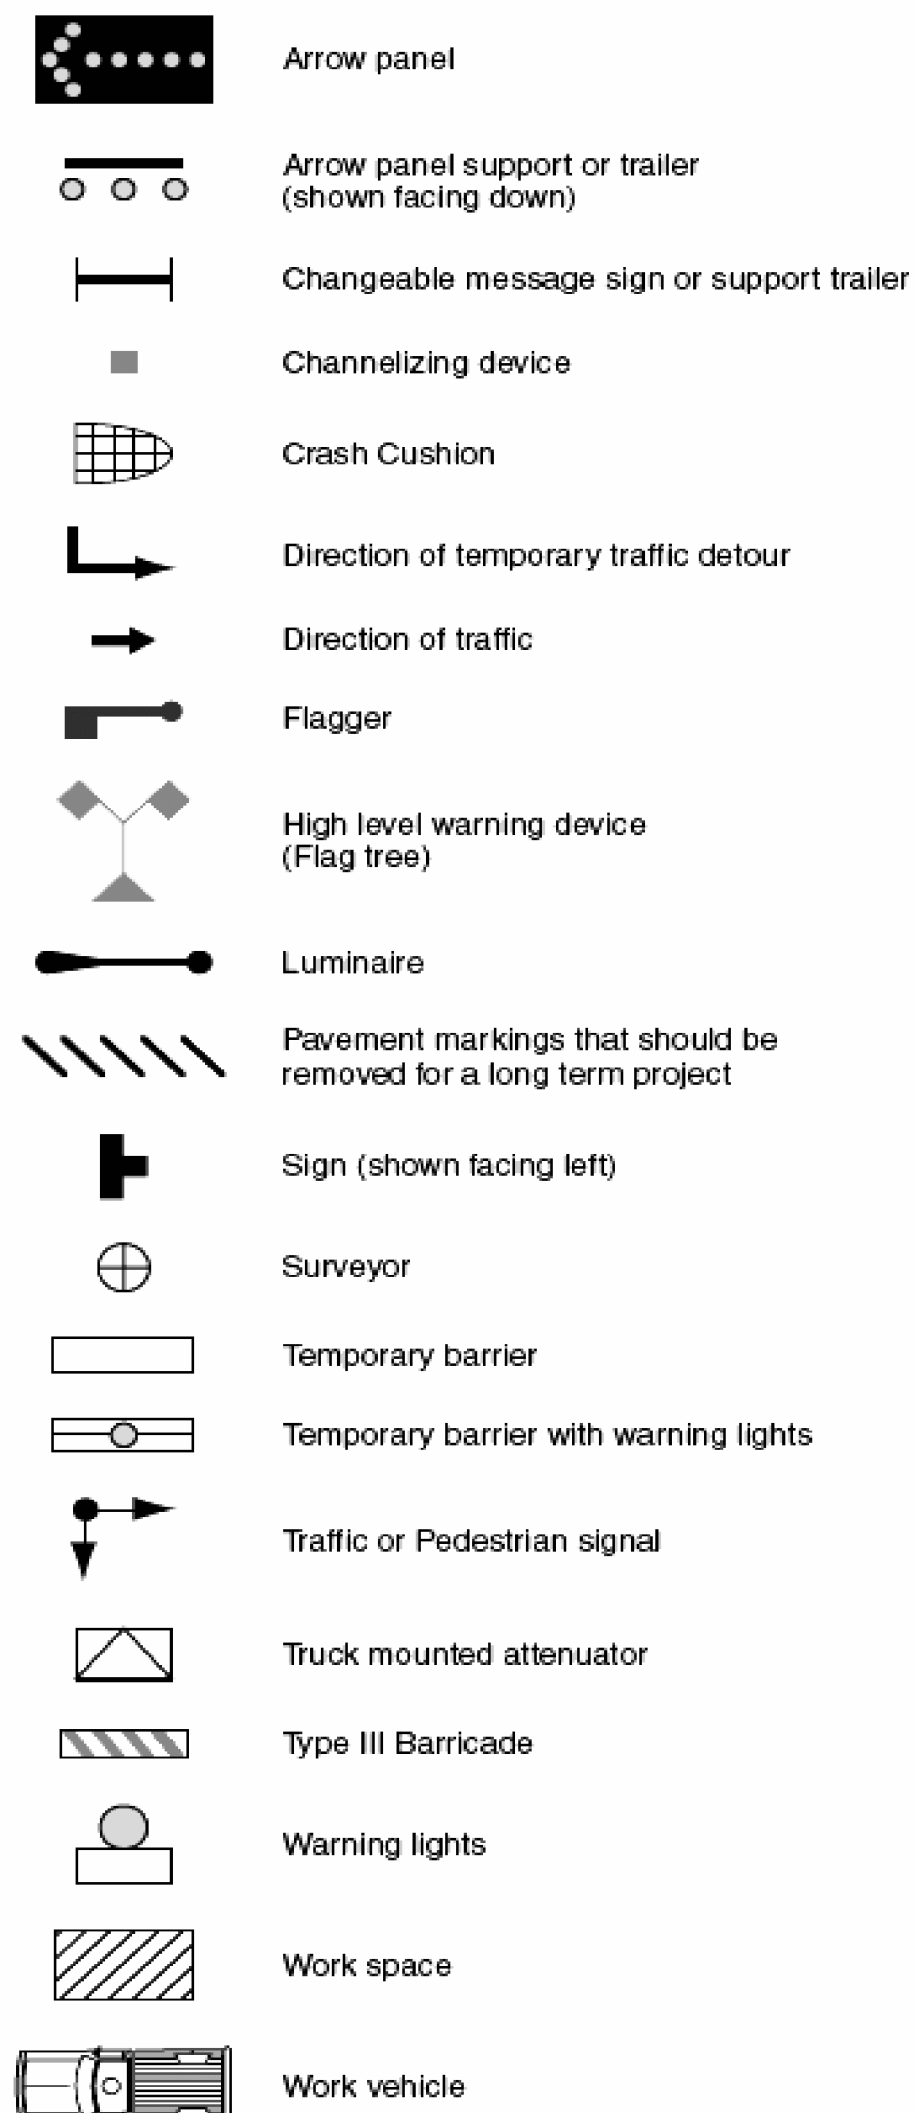 Arrow panel
Arrow panel support or trailer
(shown facing down)
Changeable message sign or support trailer
Channelizing device
Crash Cushion
Direction of temporary traffic detour
Direction of traffic
Flagger
High level warning device
(Flag tree)
Luminaire
Pavement markings that should be
removed for a long term project
Sign (shown facing left)
Surveyor
Temporary barrier
Temporary barrier with warning lights
Traffic or Pedestrian signal
Truck mounted attenuator
Type III Barricade
Warning lights
Work space
Work vehicle